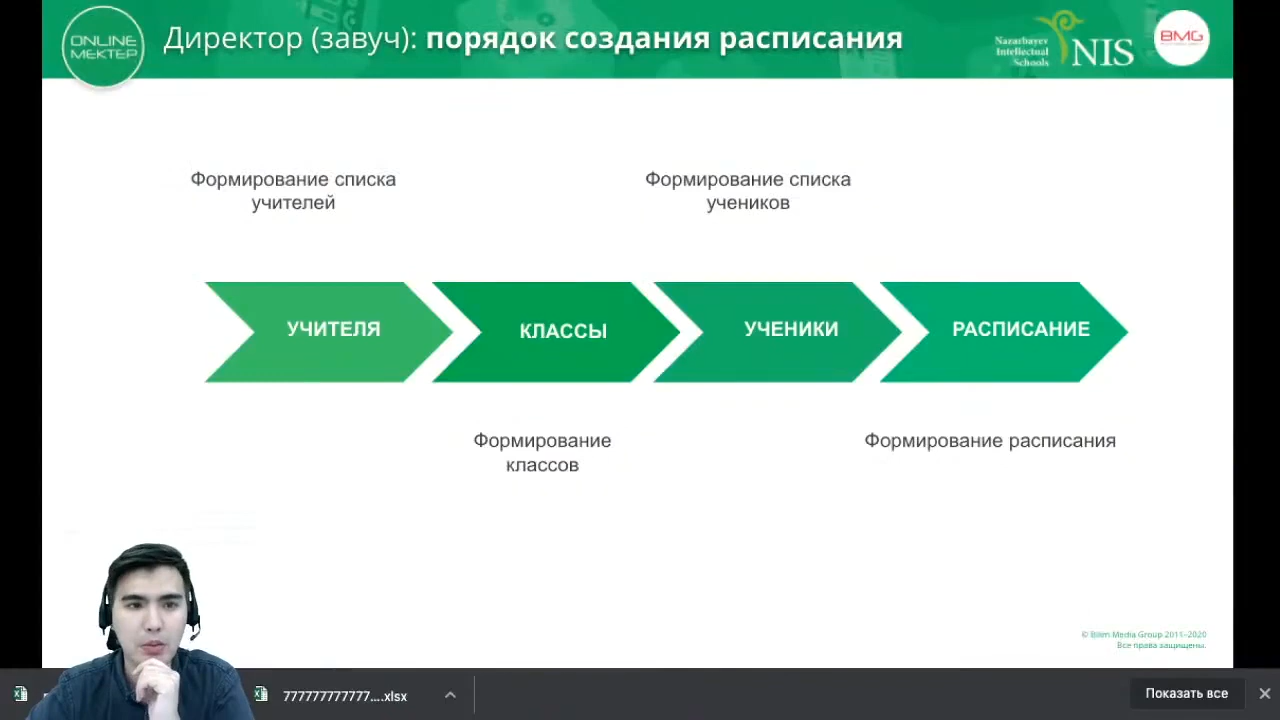 ONLINE
МЕКТЕР
Директор (завуч): порядок создания расписания
Nazarbayev
Intellectual
Schools
NIS
BMG
Формирование списка
учителей
Формирование списка
учеников
УЧИТЕЛЯ
КЛАССЫ
УЧЕНИКИ
РАСПИСАНИЕ
Формирование
классов
Формирование расписания
© Bilim Media Group 2011–2020
Все права защищены.
777777777777....xlsx
Показать все